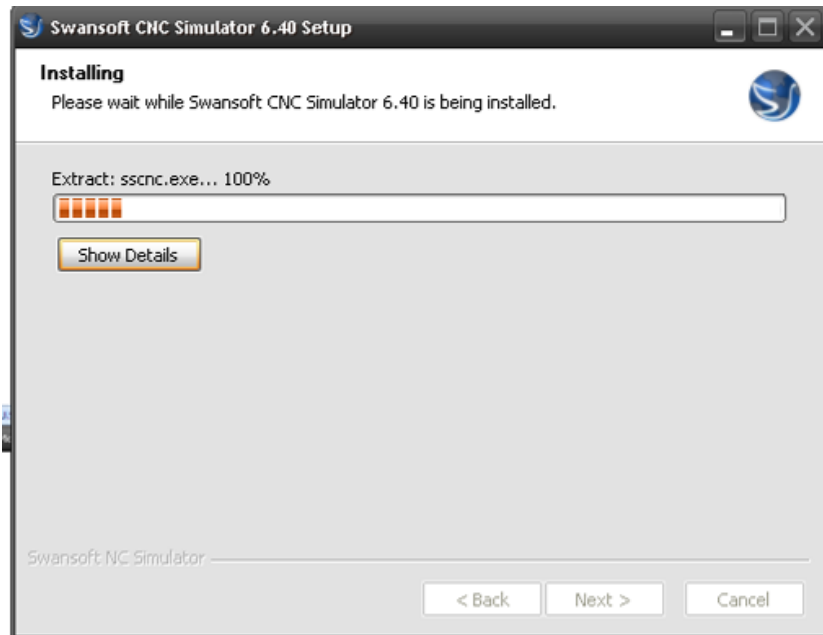 Swansoft CNC Simulator 6.40 Setup
Installing
Please wait while Swansoft CNC Simulator 6.40 is being installed.
Extract: sscnc.exe... 100%
Show Details
Swansoft NC Simulator
< Back
Next >
Cancel